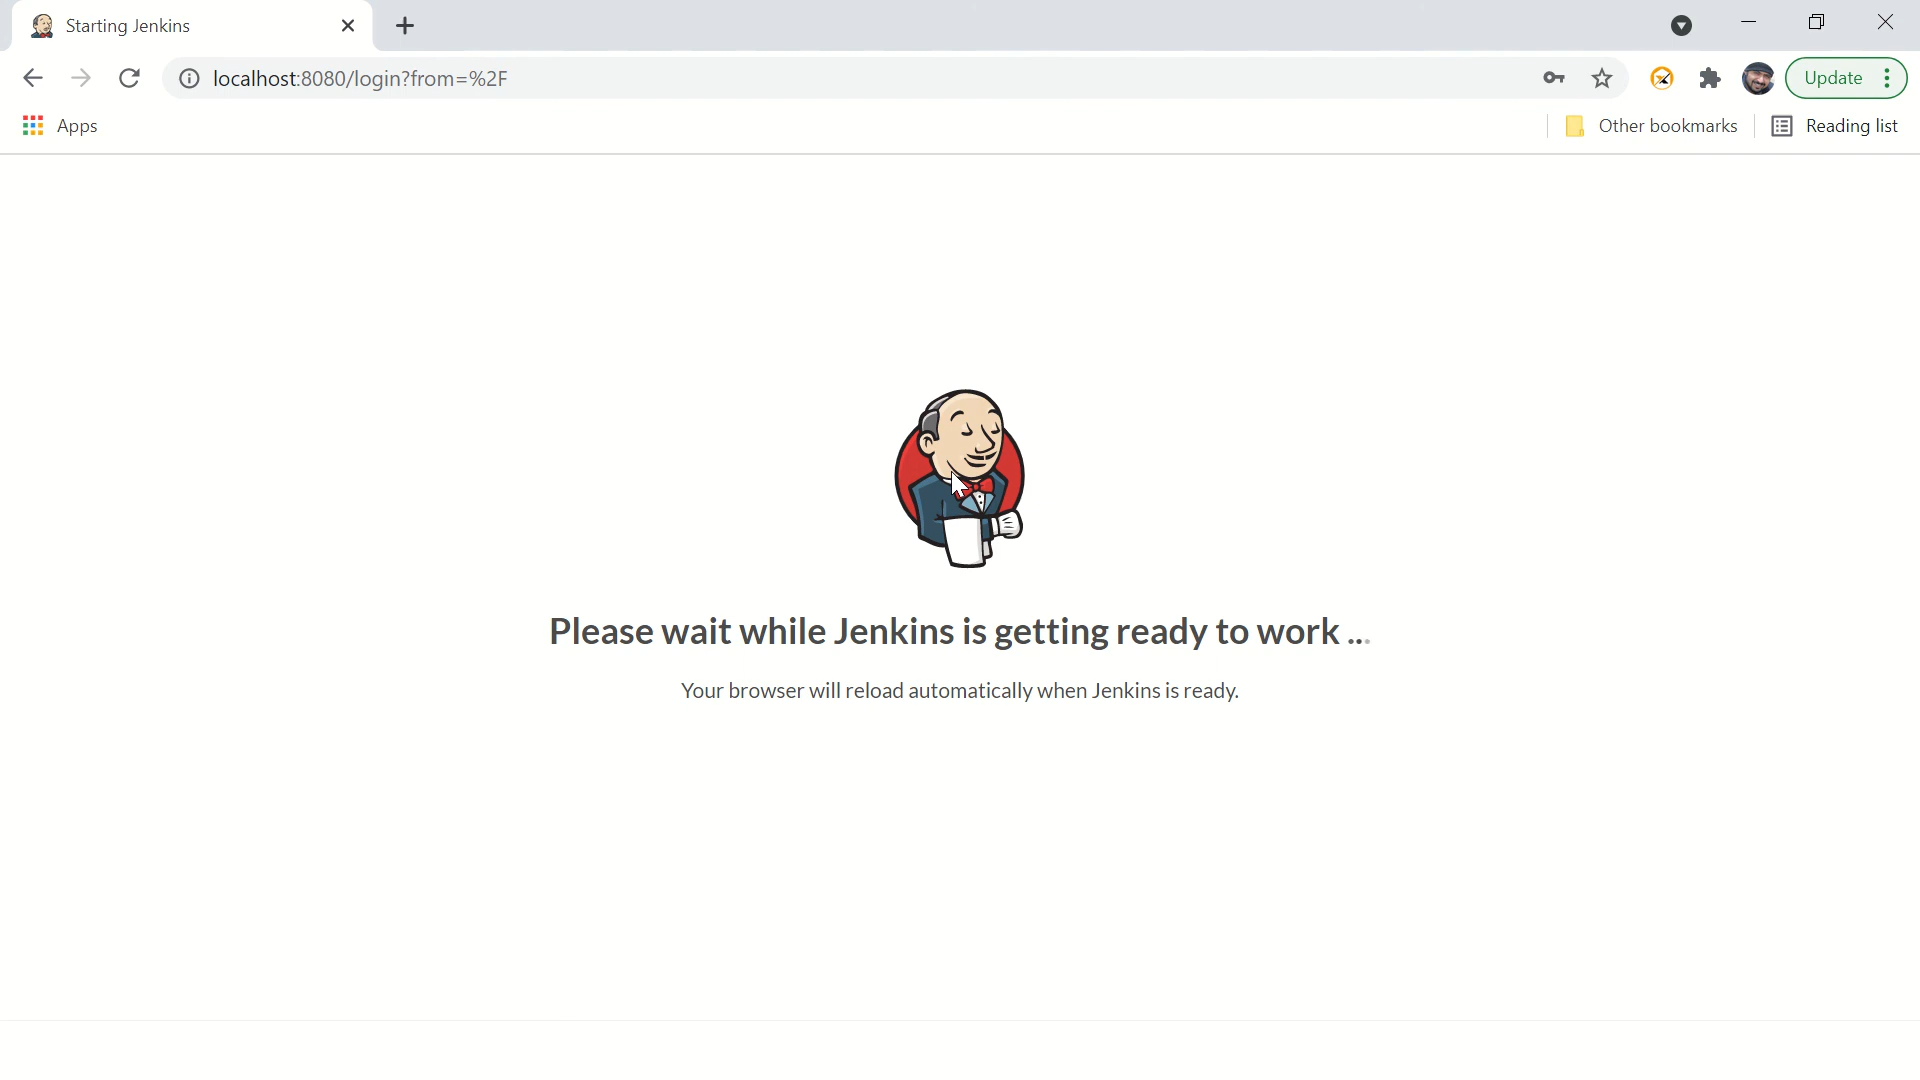 Starting Jenkins
localhost:8080/login?from=%2F
Update
Apps
Other bookmarks
Reading list
Please wait while Jenkins is getting ready to work ...
Your browser will reload automatically when Jenkins is ready.